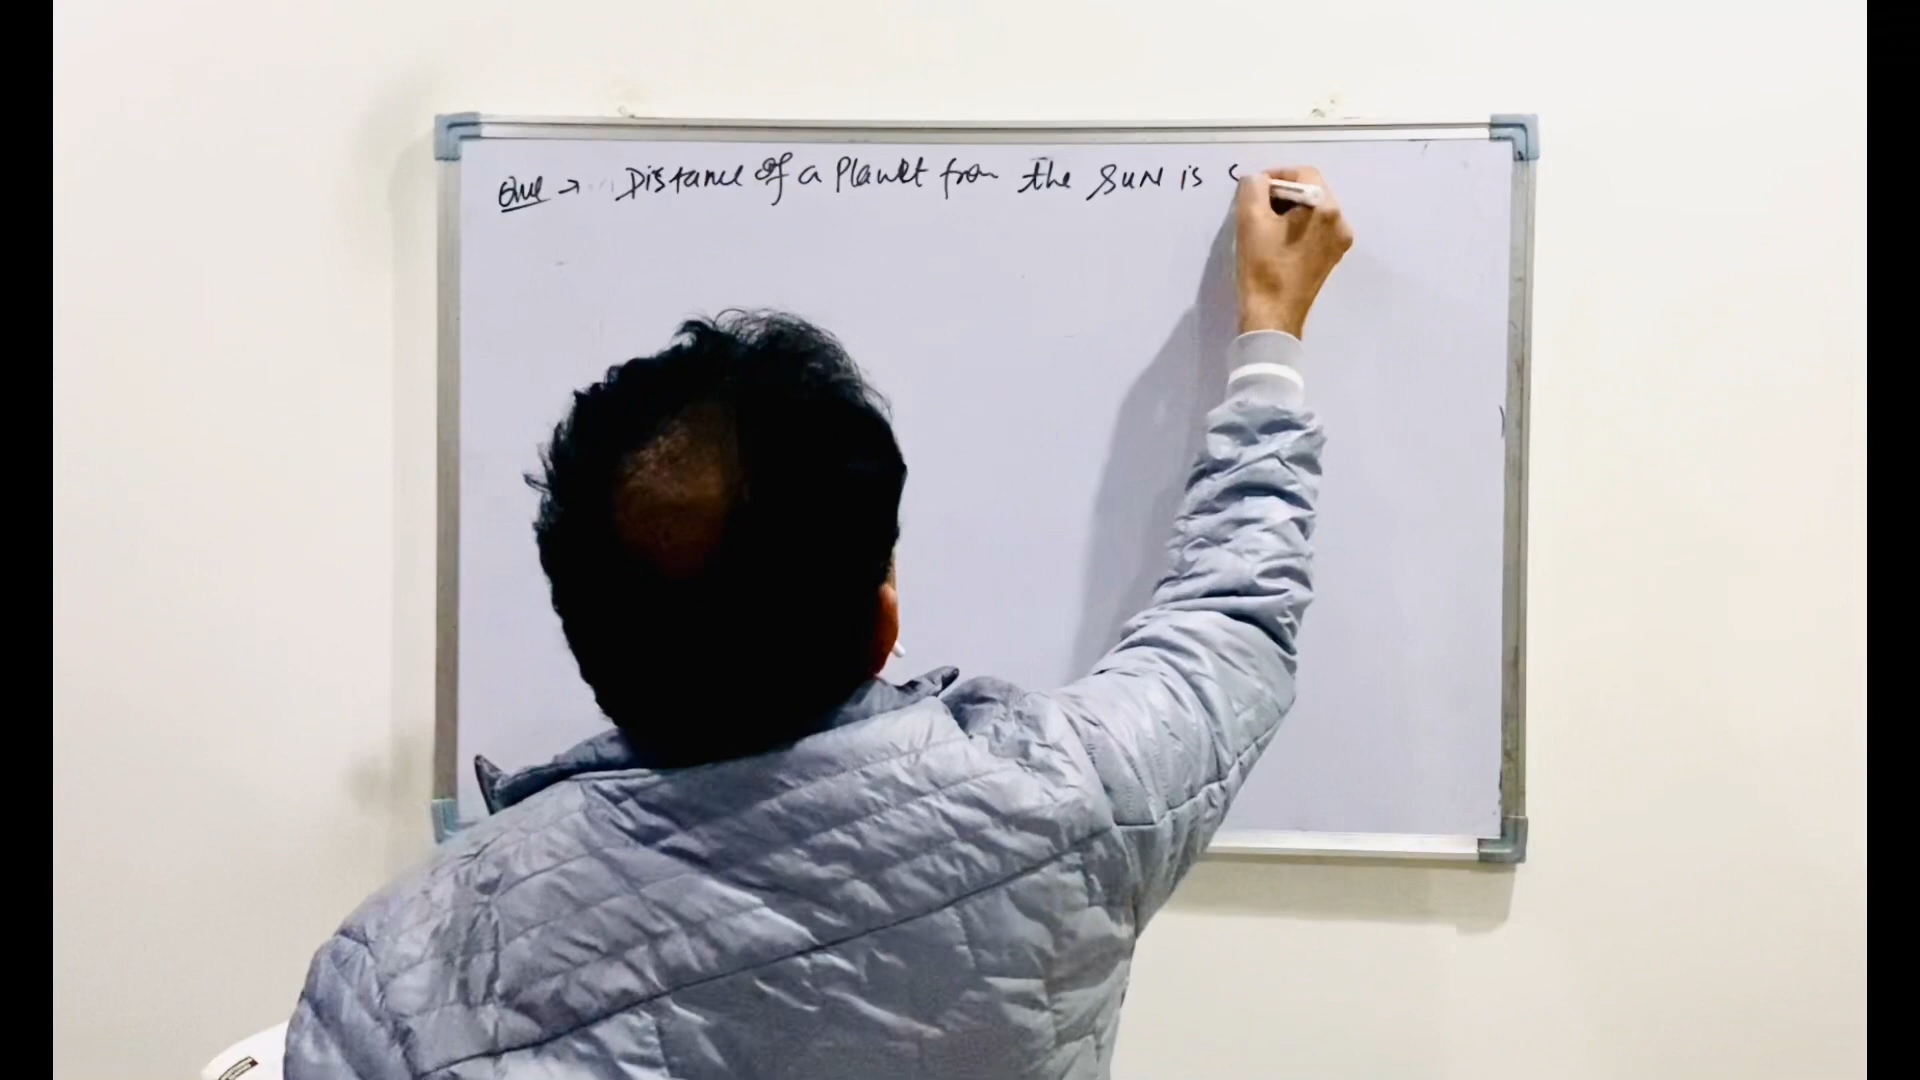 Que → Distance of a Planet from the SUN is